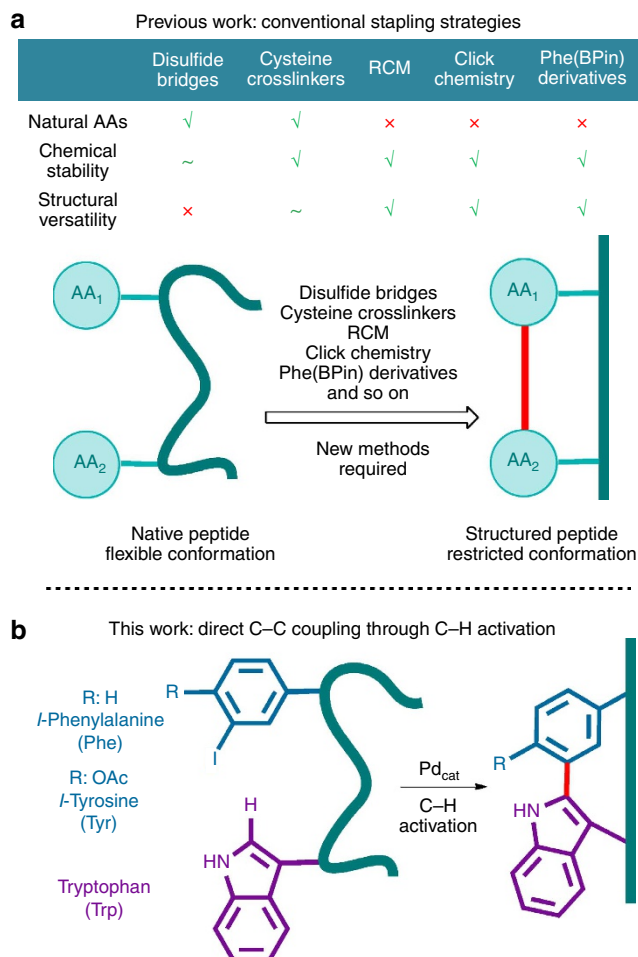 a
Previous work: conventional stapling strategies
Disulfide bridges
Cysteine crosslinkers
RCM
Click chemistry
Phe(BPin) derivatives
Natural AAs √ √ × × ×
Chemical stability ~ √ √ √ √
Structural versatility × ~ √ √ √
AA₁
AA₂
Native peptide
flexible conformation
Disulfide bridges
Cysteine crosslinkers
RCM
Click chemistry
Phe(BPin) derivatives
and so on
New methods
required
AA₁
AA₂
Structured peptide
restricted conformation
b
This work: direct C–C coupling through C–H activation
R: H
I-Phenylalanine
(Phe)
R: OAc
I-Tyrosine
(Tyr)
Tryptophan
(Trp)
R
I
H
HN
Pd_cat
C–H
activation
R
HN